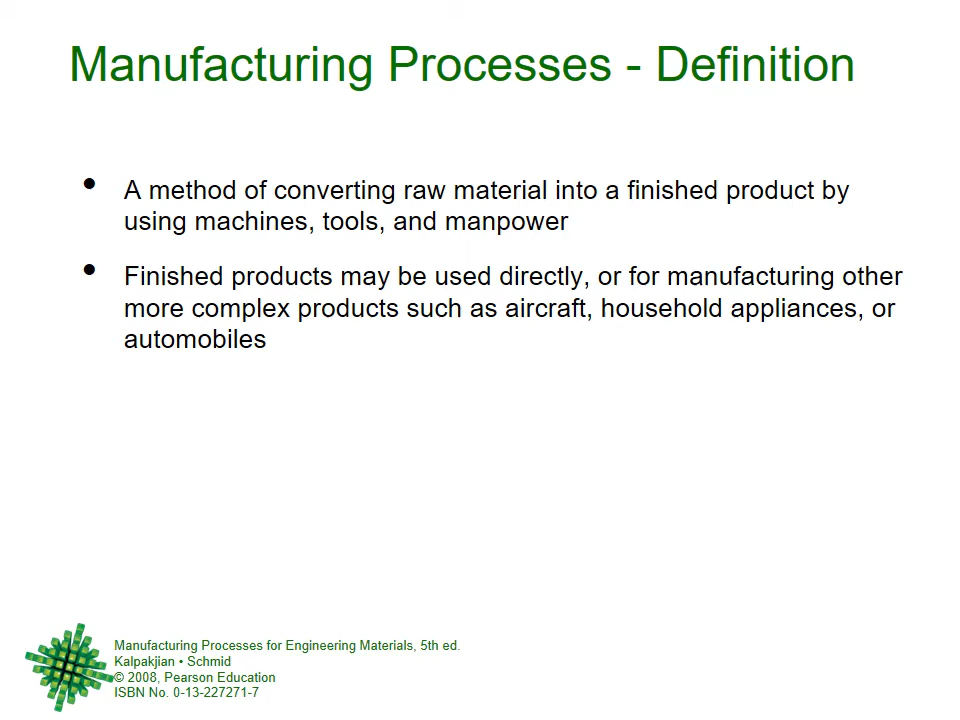 Manufacturing Processes - Definition
• A method of converting raw material into a finished product by
using machines, tools, and manpower
• Finished products may be used directly, or for manufacturing other
more complex products such as aircraft, household appliances, or
automobiles
Manufacturing Processes for Engineering Materials, 5th ed.
Kalpakjian • Schmid
© 2008, Pearson Education
ISBN No. 0-13-227271-7